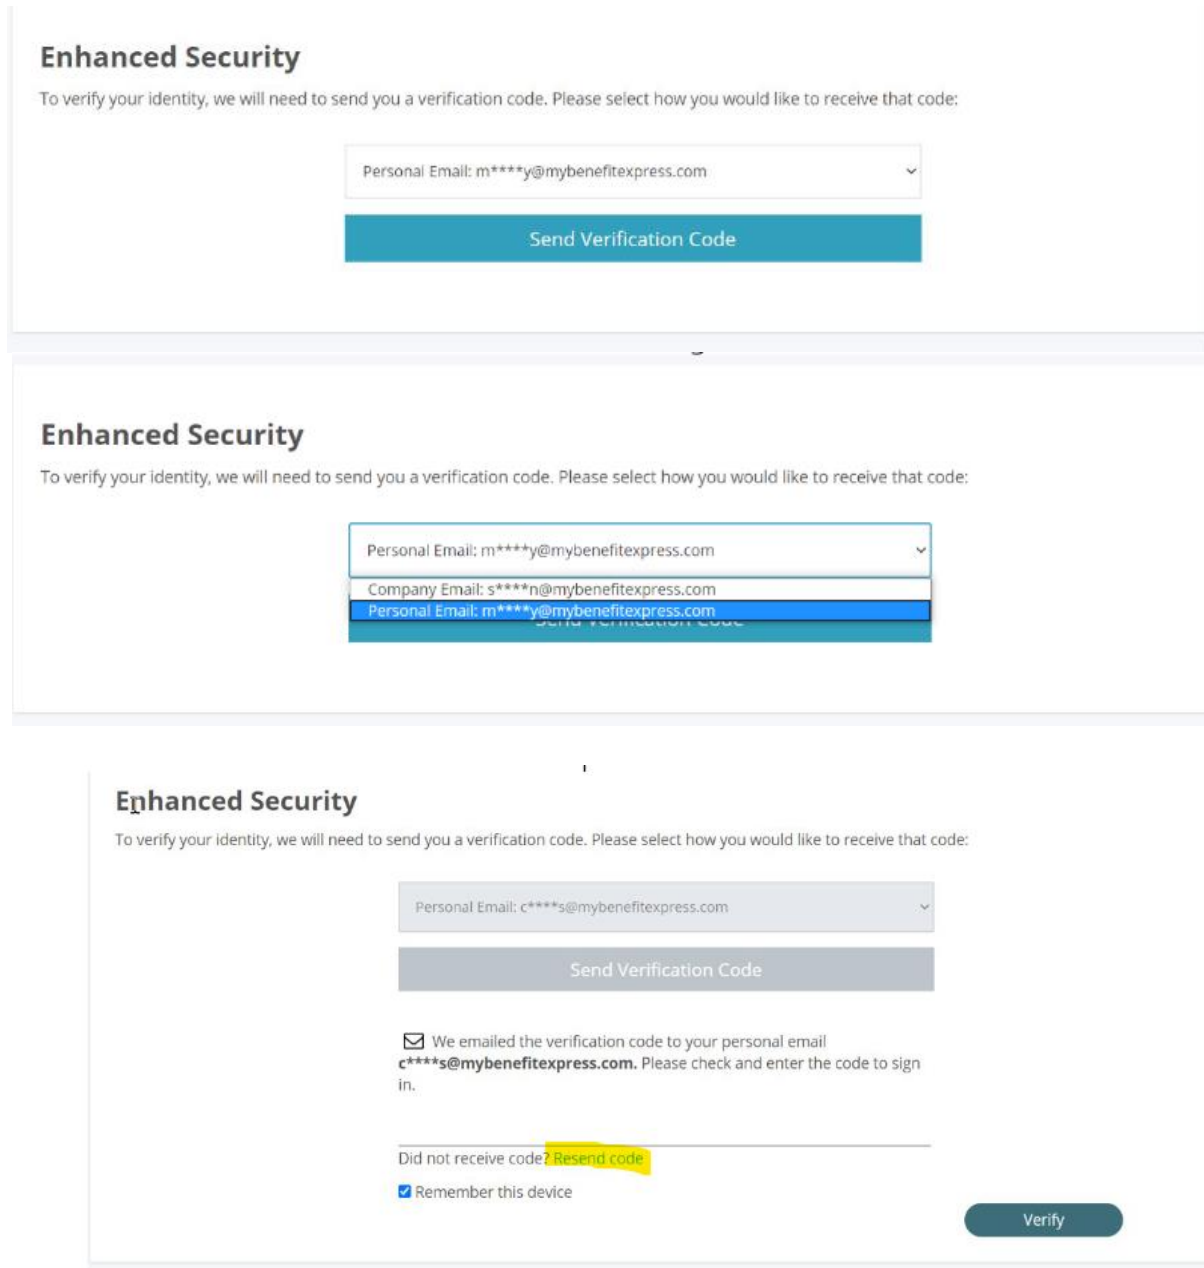 Enhanced Security
To verify your identity, we will need to send you a verification code. Please select how you would like to receive that code:
Personal Email: m****y@mybenefitexpress.com
Send Verification Code
Enhanced Security
To verify your identity, we will need to send you a verification code. Please select how you would like to receive that code:
Personal Email: m****y@mybenefitexpress.com
Company Email: s****n@mybenefitexpress.com
Personal Email: m****y@mybenefitexpress.com
Send Verification Code
Enhanced Security
To verify your identity, we will need to send you a verification code. Please select how you would like to receive that code:
Personal Email: c****s@mybenefitexpress.com
Send Verification Code
We emailed the verification code to your personal email
c****s@mybenefitexpress.com. Please check and enter the code to sign
in.
Did not receive code? Resend code
Remember this device
Verify